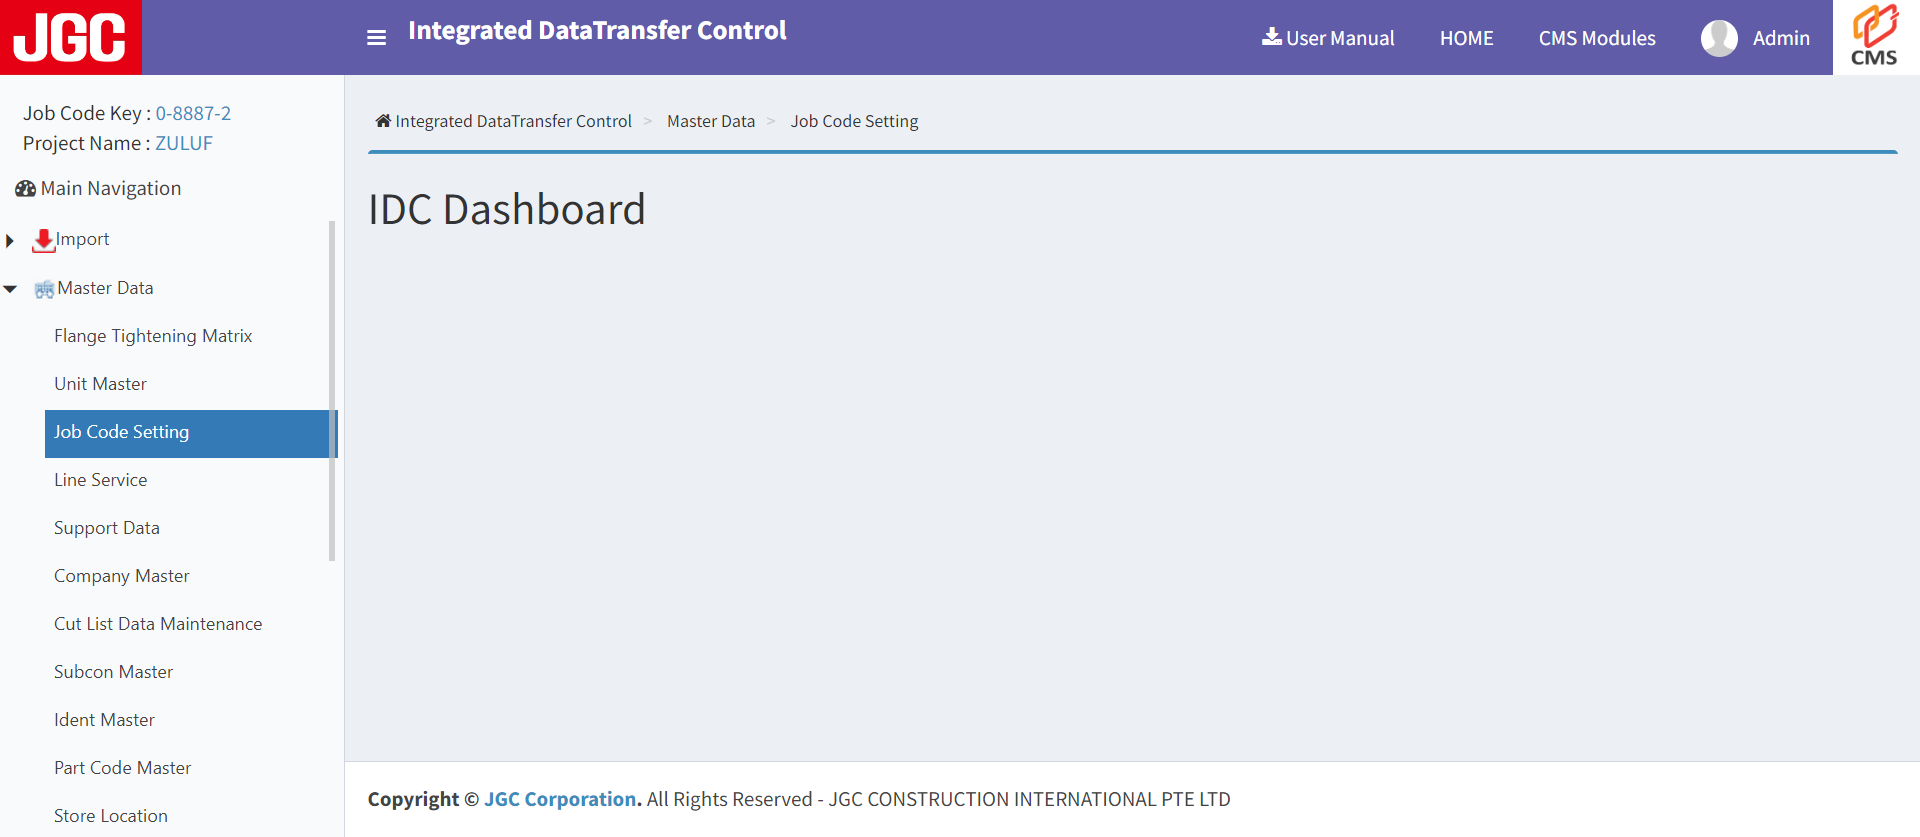 JGC
Integrated DataTransfer Control
User Manual
HOME
CMS Modules
Admin
CMS
Job Code Key : 0-8887-2
Project Name : ZULUF
Main Navigation
Import
Master Data
Flange Tightening Matrix
Unit Master
Job Code Setting
Line Service
Support Data
Company Master
Cut List Data Maintenance
Subcon Master
Ident Master
Part Code Master
Store Location
Integrated DataTransfer Control > Master Data > Job Code Setting
IDC Dashboard
Copyright © JGC Corporation. All Rights Reserved - JGC CONSTRUCTION INTERNATIONAL PTE LTD